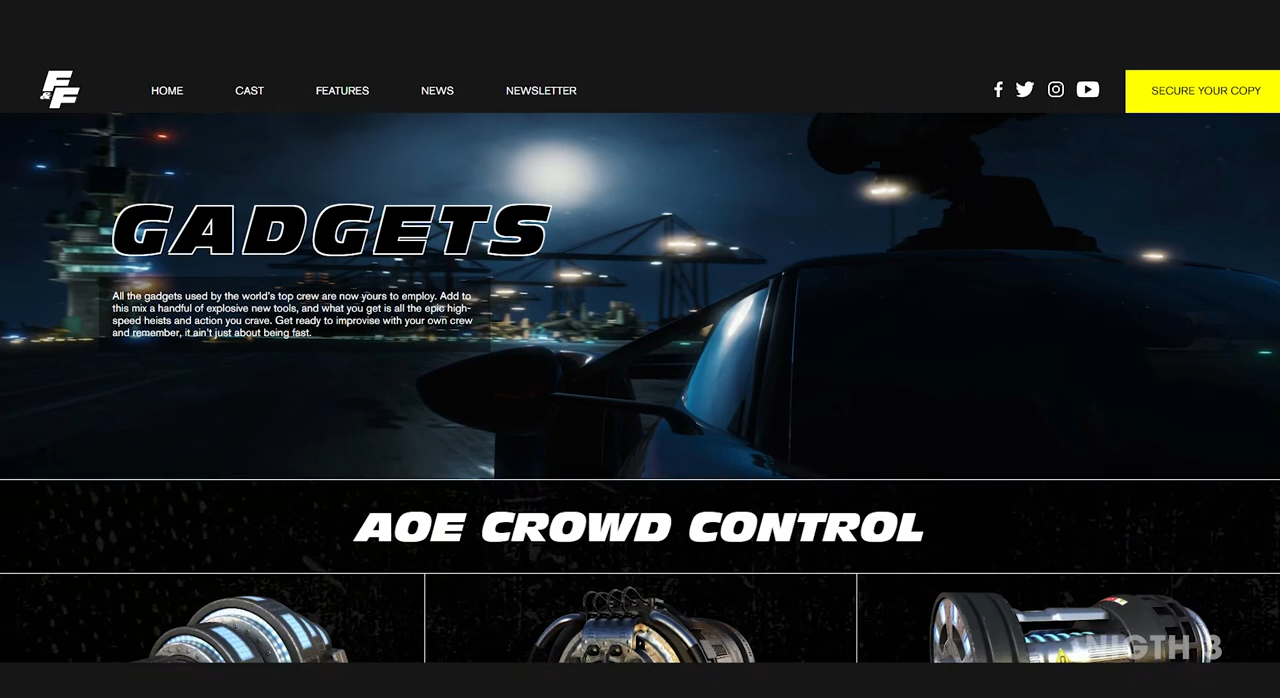 F
&F
HOME CAST FEATURES NEWS NEWSLETTER SECURE YOUR COPY
GADGETS
All the gadgets used by the world's top crew are now yours to employ. Add to
this mix a handful of explosive new tools, and what you get is all the epic high-
speed heists and action you crave. Get ready to improvise with your own crew
and remember, it ain't just about being fast.
AOE CROWD CONTROL
NIGTH 3